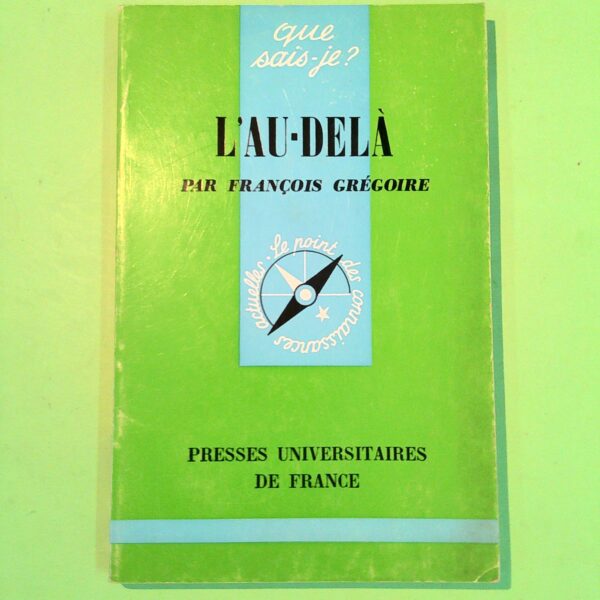 que
sais-je?
L'AU-DELÀ
PAR FRANÇOIS GRÉGOIRE
Le point des connaissances actuelles.
PRESSES UNIVERSITAIRES
DE FRANCE